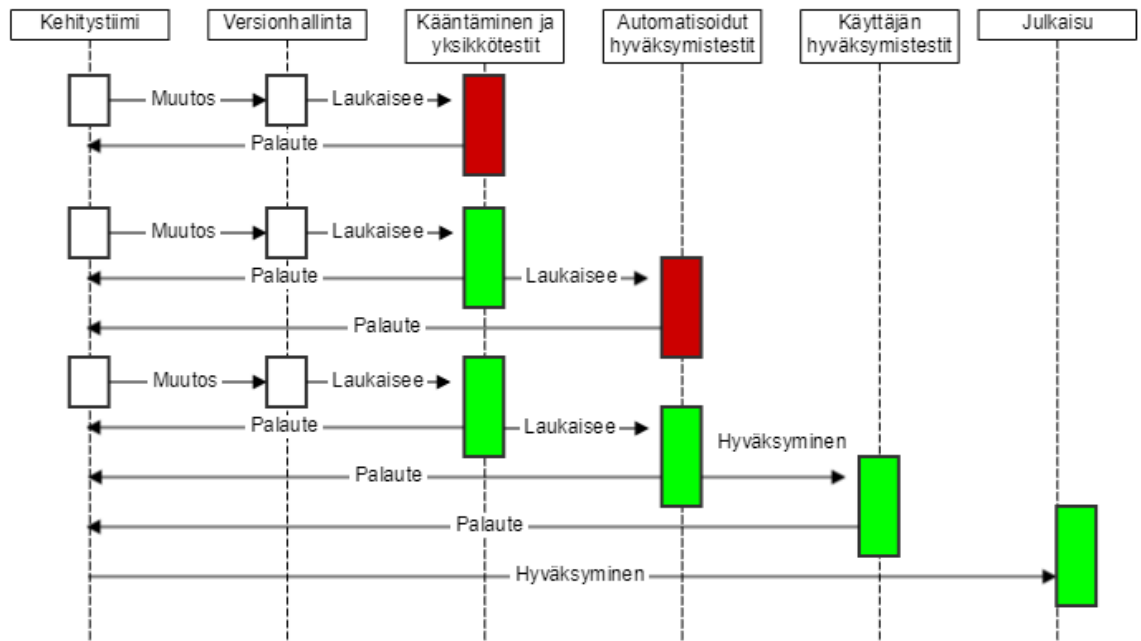 Kehitystiimi
Versionhallinta
Kääntäminen ja
yksikkötestit
Automatisoidut
hyväksymistestit
Käyttäjän
hyväksymistestit
Julkaisu
Muutos
Laukaisee
Palaute
Muutos
Laukaisee
Palaute
Laukaisee
Palaute
Muutos
Laukaisee
Palaute
Laukaisee
Hyväksyminen
Palaute
Palaute
Hyväksyminen